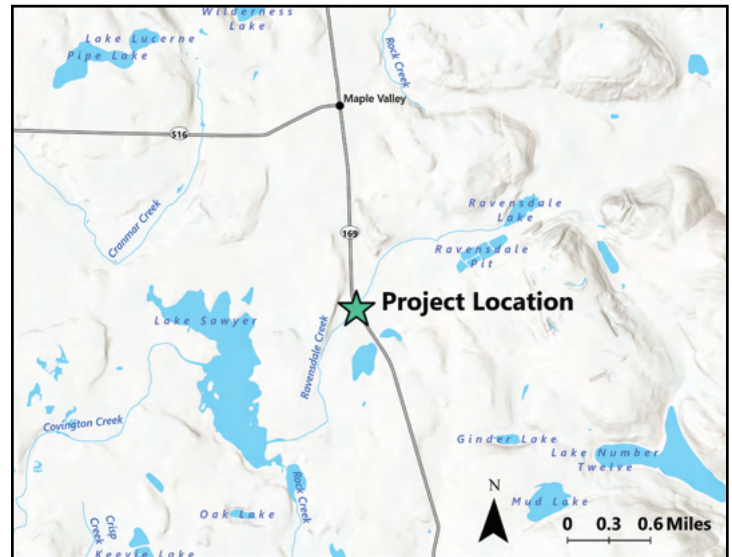 Wilderness
Lake
Lake Lucerne
Pipe Lake
Rock Creek
Maple Valley
516
Cranmar Creek
Ravensdale
Lake
169
Ravensdale
Pit
Project Location
Lake Sawyer
Ravensdale Creek
Covington Creek
Ginder Lake
Lake Number
Twelve
Rock Creek
N
Mud Lake
Oak Lake
Crisp
Creek
0 0.3 0.6 Miles
Keevie Lake